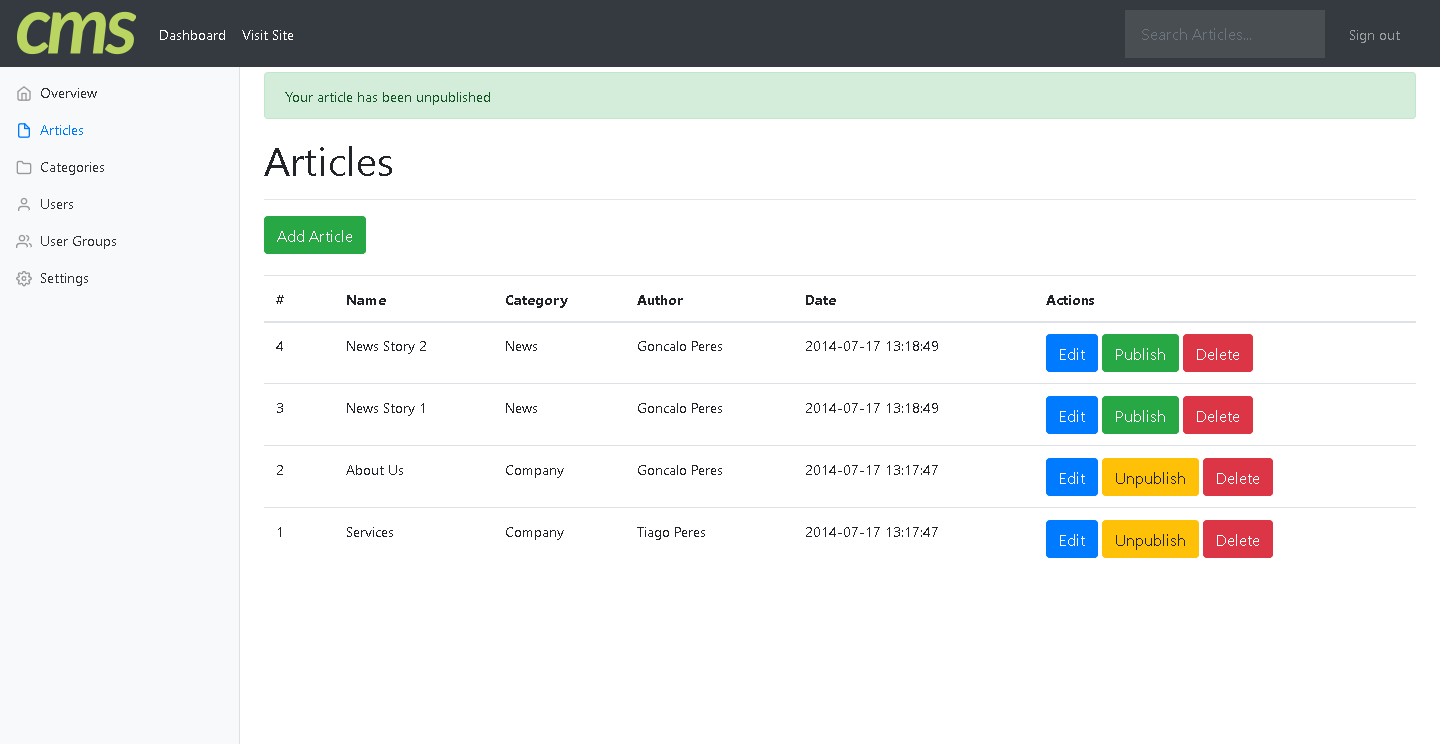 cms Dashboard Visit Site Search Articles... Sign out
Overview
Articles
Categories
Users
User Groups
Settings
Your article has been unpublished
Articles
Add Article
# Name Category Author Date Actions
4 News Story 2 News Goncalo Peres 2014-07-17 13:18:49 Edit Publish Delete
3 News Story 1 News Goncalo Peres 2014-07-17 13:18:49 Edit Publish Delete
2 About Us Company Goncalo Peres 2014-07-17 13:17:47 Edit Unpublish Delete
1 Services Company Tiago Peres 2014-07-17 13:17:47 Edit Unpublish Delete